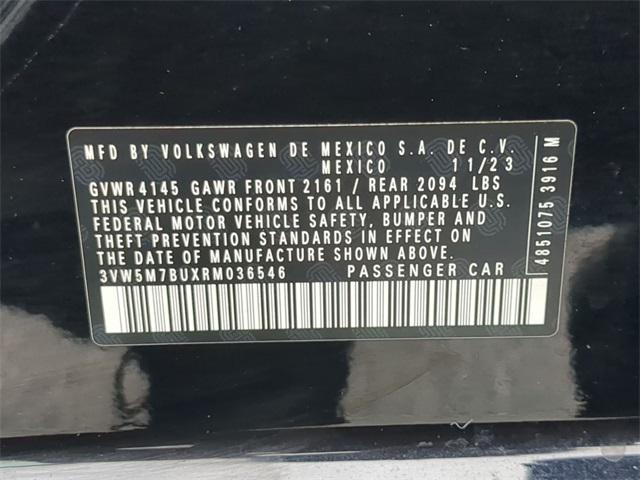 MFD BY VOLKSWAGEN DE MEXICO S.A. DE C.V.
MEXICO 11/23
GVWR 4145 GAWR FRONT 2161 / REAR 2094 LBS
THIS VEHICLE CONFORMS TO ALL APPLICABLE U.S.
FEDERAL MOTOR VEHICLE SAFETY, BUMPER AND
THEFT PREVENTION STANDARDS IN EFFECT ON
THE DATE OF MANUFACTURE SHOWN ABOVE.
3VW5M7BUXRM036546 PASSENGER CAR
4851075 3916 M